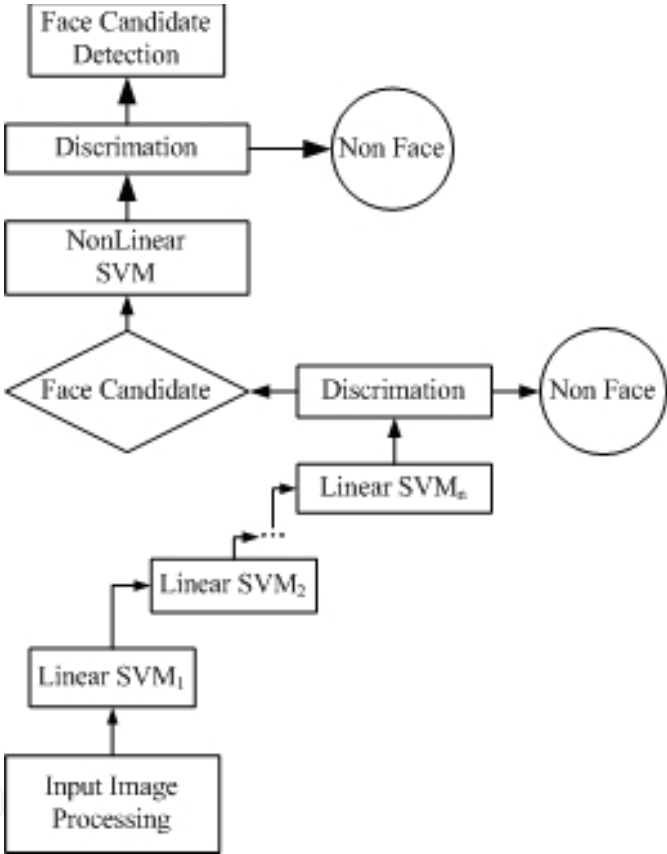 Face Candidate
Detection
Discrimation
Non Face
NonLinear
SVM
Face Candidate
Discrimation
Non Face
Linear SVMₙ
...
Linear SVM₂
Linear SVM₁
Input Image
Processing